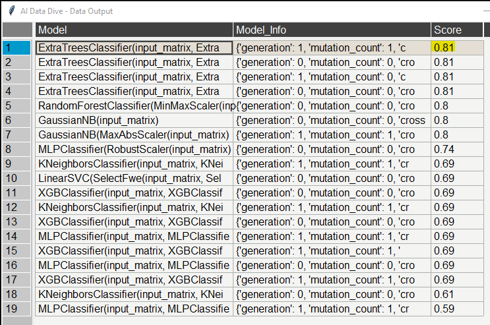 AI Data Dive - Data Output
Model Model_Info Score
1 ExtraTreesClassifier(input_matrix, Extra {'generation': 1, 'mutation_count': 1, 'c 0.81
2 ExtraTreesClassifier(input_matrix, Extra {'generation': 0, 'mutation_count': 0, 'cro 0.81
3 ExtraTreesClassifier(input_matrix, Extra {'generation': 1, 'mutation_count': 1, 'c 0.81
4 ExtraTreesClassifier(input_matrix, Extra {'generation': 0, 'mutation_count': 0, 'cro 0.81
5 RandomForestClassifier(MinMaxScaler(inp {'generation': 0, 'mutation_count': 0, 'cro 0.8
6 GaussianNB(input_matrix) {'generation': 0, 'mutation_count': 0, 'cross 0.8
7 GaussianNB(MaxAbsScaler(input_matrix) {'generation': 1, 'mutation_count': 1, 'cro 0.8
8 MLPClassifier(RobustScaler(input_matrix) {'generation': 0, 'mutation_count': 0, 'cro 0.74
9 KNeighborsClassifier(input_matrix, KNei {'generation': 1, 'mutation_count': 1, 'cr 0.69
10 LinearSVC(SelectFwe(input_matrix, Sel {'generation': 0, 'mutation_count': 0, 'cro 0.69
11 XGBClassifier(input_matrix, XGBClassif {'generation': 0, 'mutation_count': 0, 'cro 0.69
12 KNeighborsClassifier(input_matrix, KNei {'generation': 1, 'mutation_count': 1, 'cr 0.69
13 XGBClassifier(input_matrix, XGBClassif {'generation': 0, 'mutation_count': 0, 'cro 0.69
14 MLPClassifier(input_matrix, MLPClassifie {'generation': 1, 'mutation_count': 1, 'cr 0.69
15 XGBClassifier(input_matrix, XGBClassif {'generation': 1, 'mutation_count': 1, ' 0.69
16 MLPClassifier(input_matrix, MLPClassifie {'generation': 0, 'mutation_count': 0, 'cro 0.69
17 XGBClassifier(input_matrix, XGBClassif {'generation': 1, 'mutation_count': 1, 'cro 0.69
18 KNeighborsClassifier(input_matrix, KNei {'generation': 0, 'mutation_count': 0, 'cro 0.61
19 MLPClassifier(input_matrix, MLPClassifie {'generation': 1, 'mutation_count': 1, 'cr 0.59